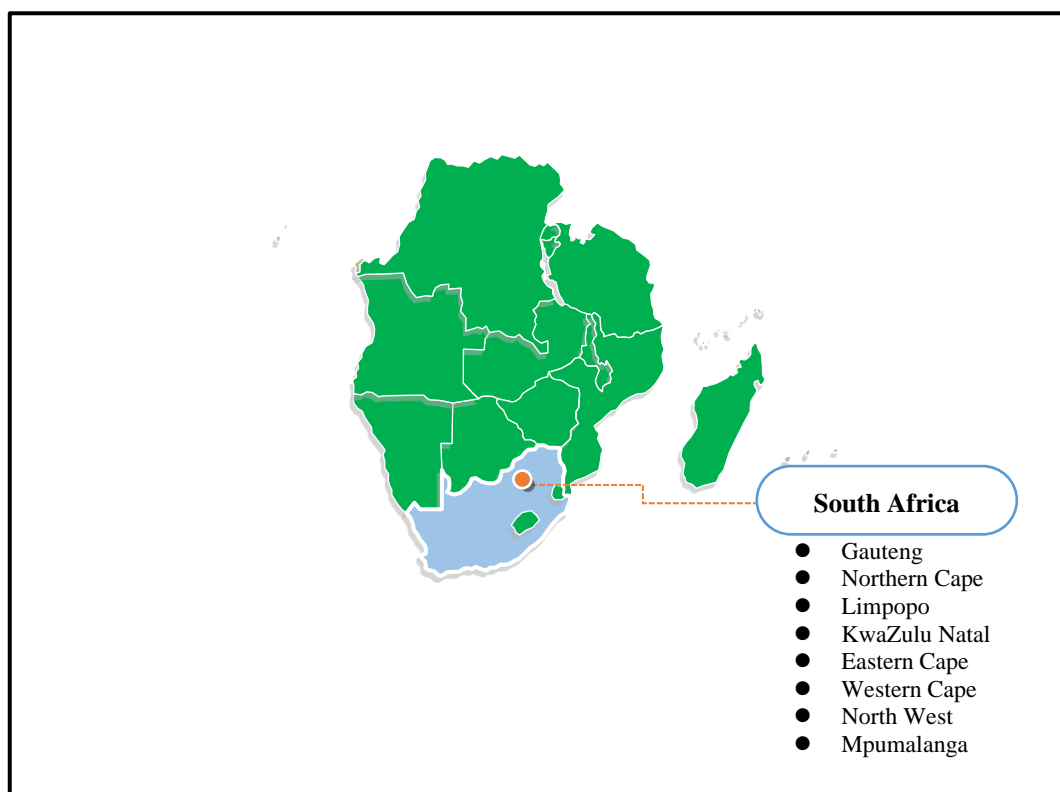 South Africa
● Gauteng
● Northern Cape
● Limpopo
● KwaZulu Natal
● Eastern Cape
● Western Cape
● North West
● Mpumalanga